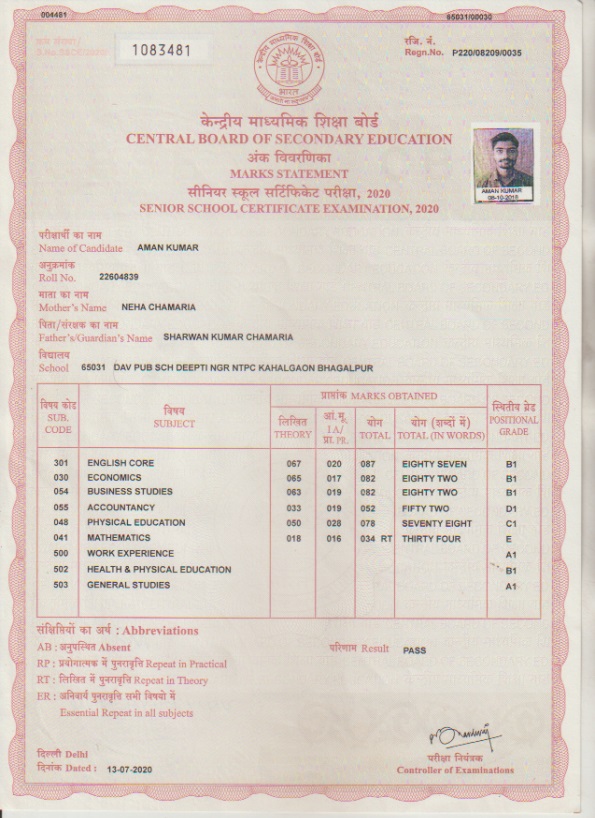 004461
65031/00030
क्रम संख्या/
1083481
रजि. नं.
Regn.No. P220/08209/0035
भारत
केन्द्रीय माध्यमिक शिक्षा बोर्ड
CENTRAL BOARD OF SECONDARY EDUCATION
अंक विवरणिका
MARKS STATEMENT
सीनियर स्कूल सर्टिफिकेट परीक्षा, 2020
SENIOR SCHOOL CERTIFICATE EXAMINATION, 2020
AMAN KUMAR
परीक्षार्थी का नाम
Name of Candidate AMAN KUMAR
अनुक्रमांक
Roll No. 22604839
माता का नाम
Mother's Name NEHA CHAMARIA
पिता/संरक्षक का नाम
Father's/Guardian's Name SHARWAN KUMAR CHAMARIA
विद्यालय
School 65031 DAV PUB SCH DEEPTI NGR NTPC KAHALGAON BHAGALPUR
विषय कोड SUB. CODE
विषय SUBJECT
प्राप्तांक MARKS OBTAINED
लिखित THEORY
आं.मू. I.A/ प्रा. PR.
योग TOTAL
योग (शब्दों में) TOTAL (IN WORDS)
स्थितीय ग्रेड POSITIONAL GRADE
301 ENGLISH CORE 067 020 087 EIGHTY SEVEN B1
030 ECONOMICS 065 017 082 EIGHTY TWO B1
054 BUSINESS STUDIES 063 019 082 EIGHTY TWO B1
055 ACCOUNTANCY 033 019 052 FIFTY TWO D1
048 PHYSICAL EDUCATION 050 028 078 SEVENTY EIGHT C1
041 MATHEMATICS 018 016 034 RT THIRTY FOUR E
500 WORK EXPERIENCE A1
502 HEALTH & PHYSICAL EDUCATION B1
503 GENERAL STUDIES A1
संक्षिप्तियों का अर्थ : Abbreviations
AB : अनुपस्थित Absent
परिणाम Result PASS
RP : प्रयोगात्मक में पुनरावृत्ति Repeat in Practical
RT : लिखित में पुनरावृत्ति Repeat in Theory
ER : अनिवार्य पुनरावृत्ति सभी विषयो में
Essential Repeat in all subjects
दिल्ली Delhi
दिनांक Dated : 13-07-2020
परीक्षा नियंत्रक
Controller of Examinations